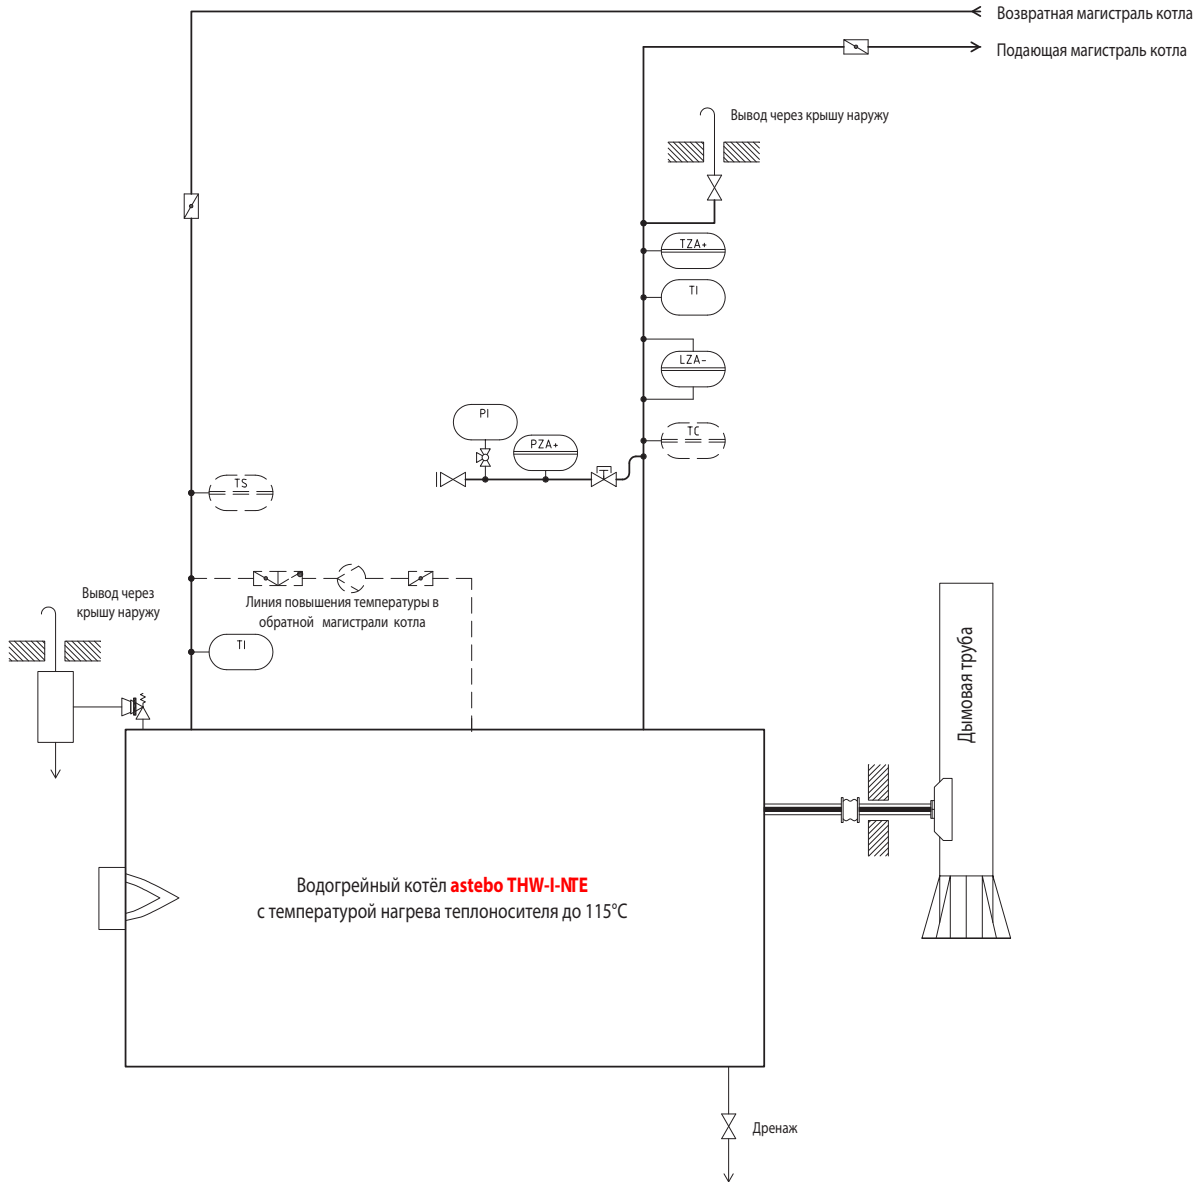 Возвратная магистраль котла
Подающая магистраль котла
Вывод через крышу наружу
TZA+
TI
LZA-
TC
PI
PZA+
TS
Линия повышения температуры в
обратной магистрали котла
Вывод через
крышу наружу
TI
Дымовая труба
Водогрейный котёл astebo THW-I-NTE
с температурой нагрева теплоносителя до 115°C
Дренаж